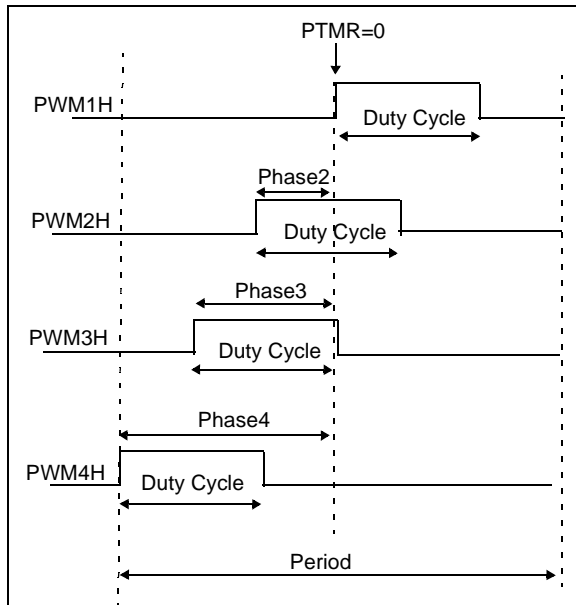 PTMR=0
PWM1H
Duty Cycle
Phase2
PWM2H
Duty Cycle
Phase3
PWM3H
Duty Cycle
Phase4
PWM4H
Duty Cycle
Period